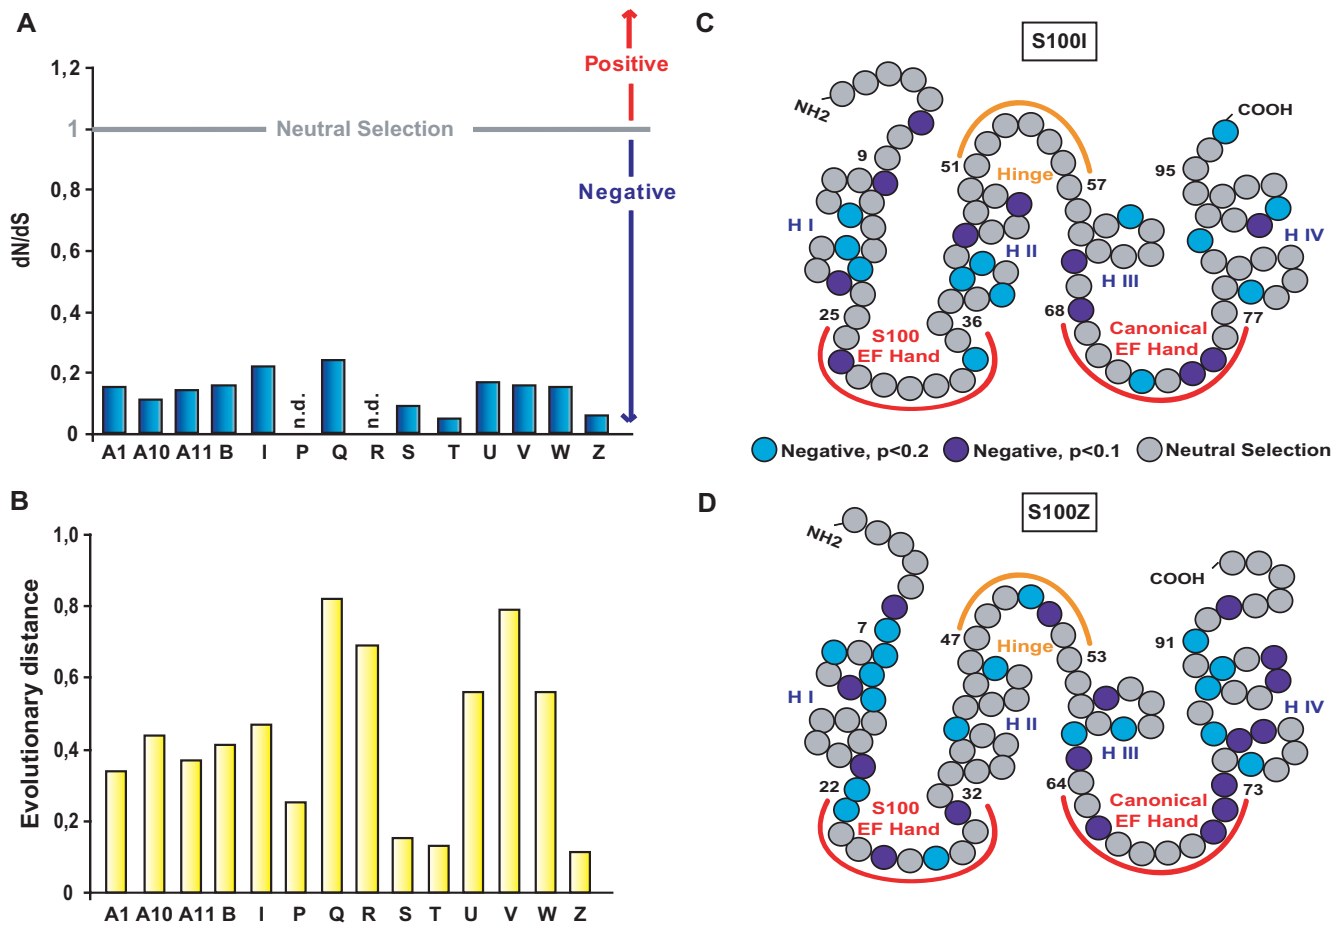 A
Positive
1,2
1
Neutral Selection
0,8
Negative
0,6
dN/dS
0,4
0,2
n.d.
n.d.
0
A1 A10 A11 B I P Q R S T U V W Z
B
1,0
0,8
0,6
Evolutionary distance
0,4
0,2
0
A1 A10 A11 B I P Q R S T U V W Z
C
S100I
NH2
COOH
9
51
Hinge
57
95
H I
H II
H III
H IV
25
36
68
77
S100
EF Hand
Canonical
EF Hand
Negative, p<0.2
Negative, p<0.1
Neutral Selection
D
S100Z
NH2
COOH
7
47
Hinge
53
91
H I
H II
H III
H IV
22
32
64
73
S100
EF Hand
Canonical
EF Hand